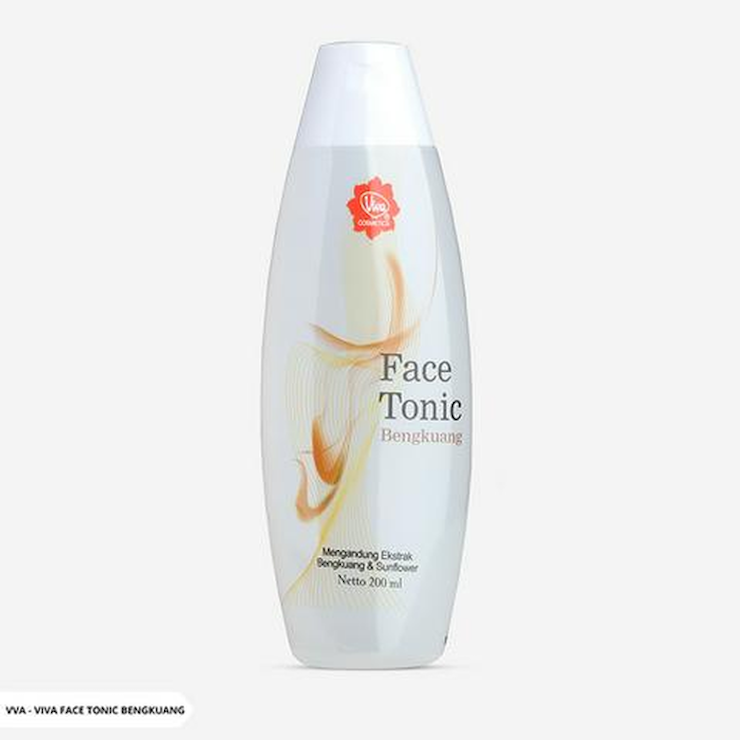 Viva
COSMETICS
Face
Tonic
Bengkuang
Mengandung Ekstrak
Bengkuang & Sunflower
Netto 200 ml
VVA - VIVA FACE TONIC BENGKUANG